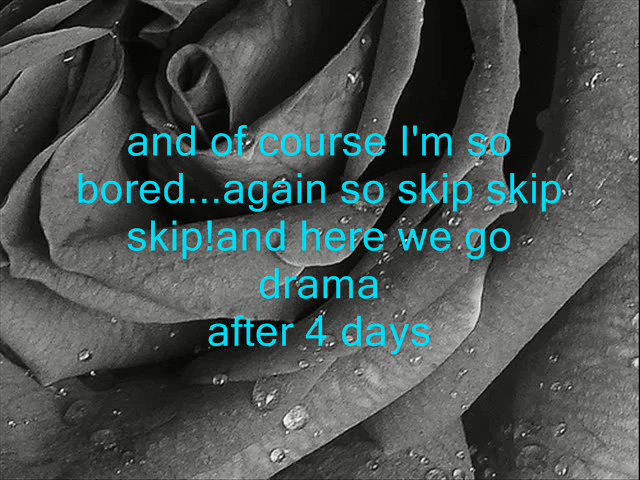 and of course I'm so
bored...again so skip skip
skip!and here we go
drama
after 4 days